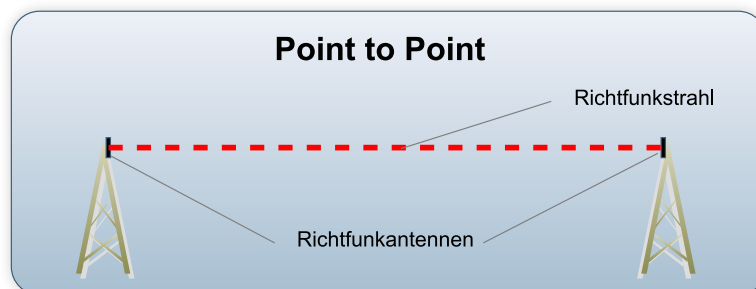 Point to Point
Richtfunkstrahl
Richtfunkantennen